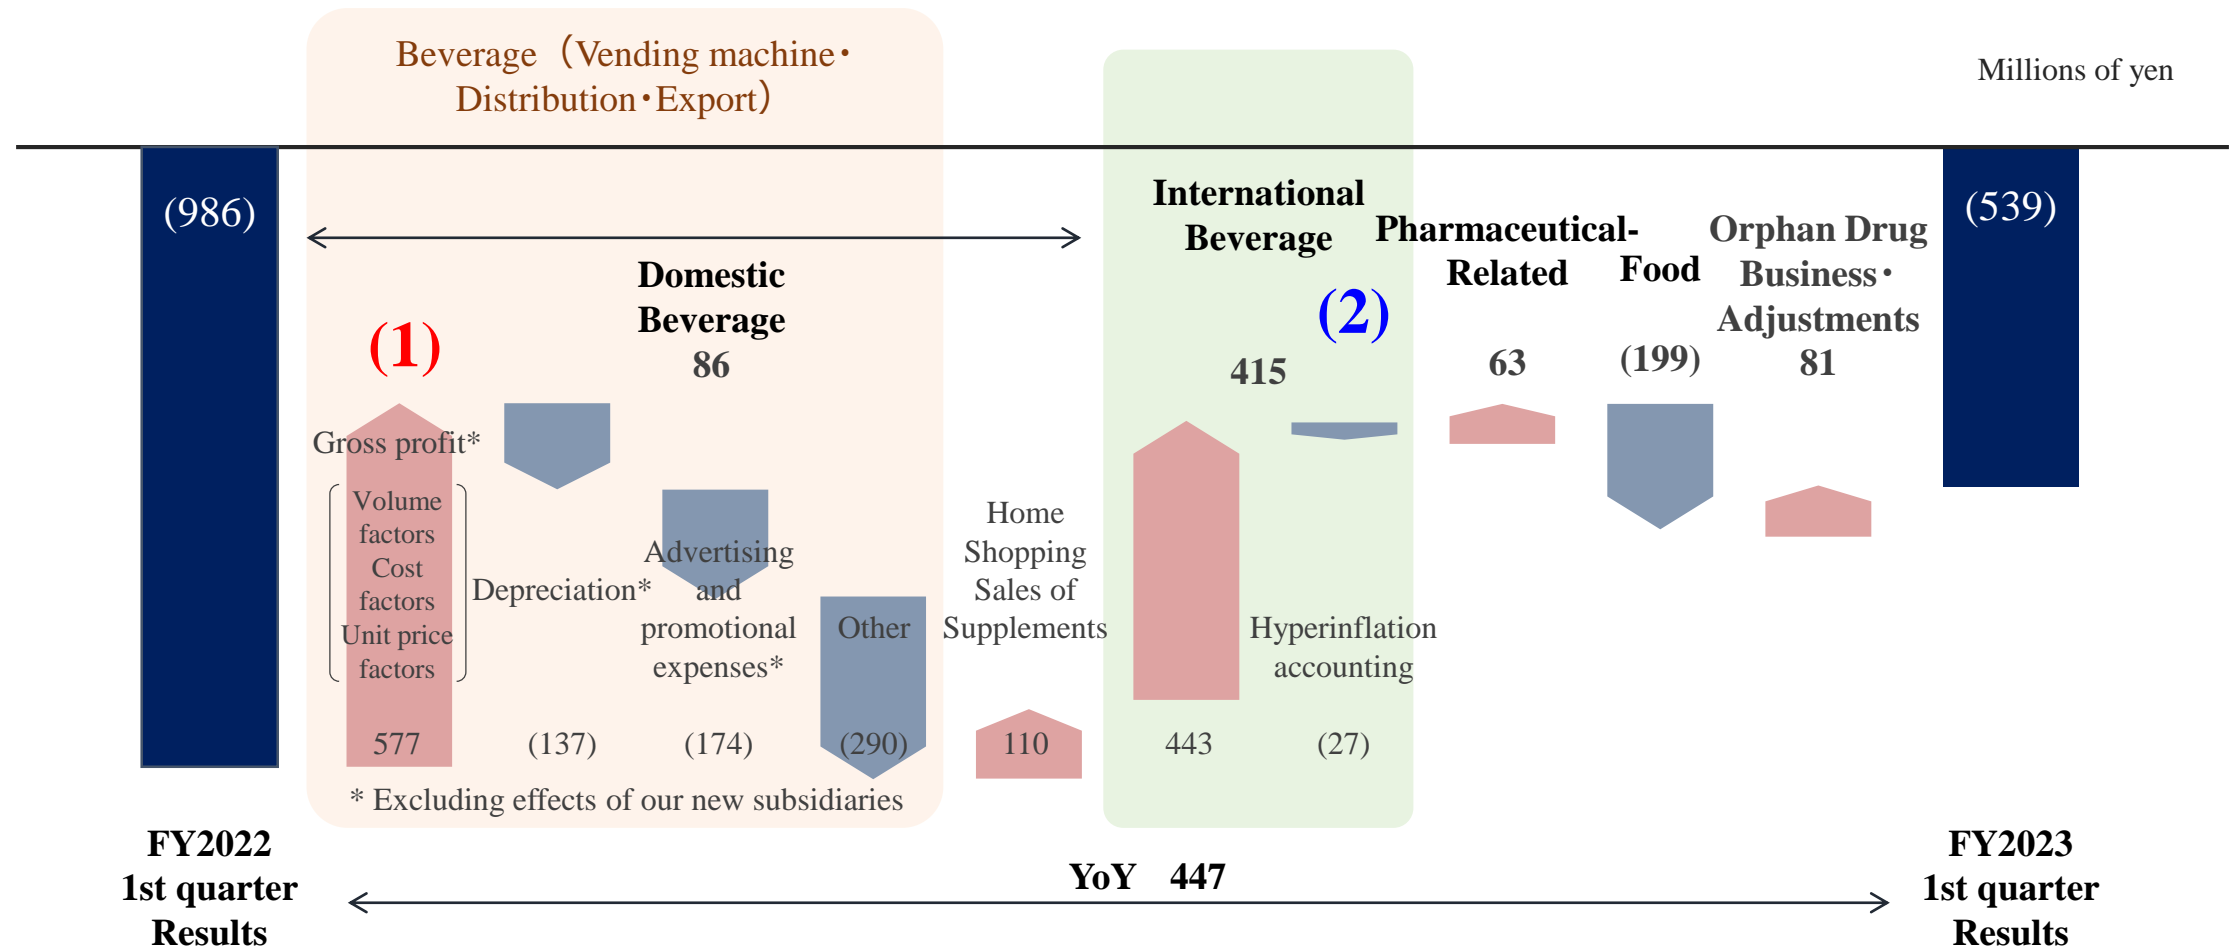 Beverage（Vending machine・
Distribution・Export）
Millions of yen
(986)
(539)
Domestic
Beverage
86
International
Beverage
415
Pharmaceutical-
Related
63
Food
(199)
Orphan Drug
Business・
Adjustments
81
(1)
(2)
Gross profit*
Volume
factors
Cost
factors
Unit price
factors
577
Depreciation*
(137)
Advertising
and
promotional
expenses*
(174)
Other
(290)
Home
Shopping
Sales of
Supplements
110
443
Hyperinflation
accounting
(27)
* Excluding effects of our new subsidiaries
FY2022
1st quarter
Results
YoY 447
FY2023
1st quarter
Results